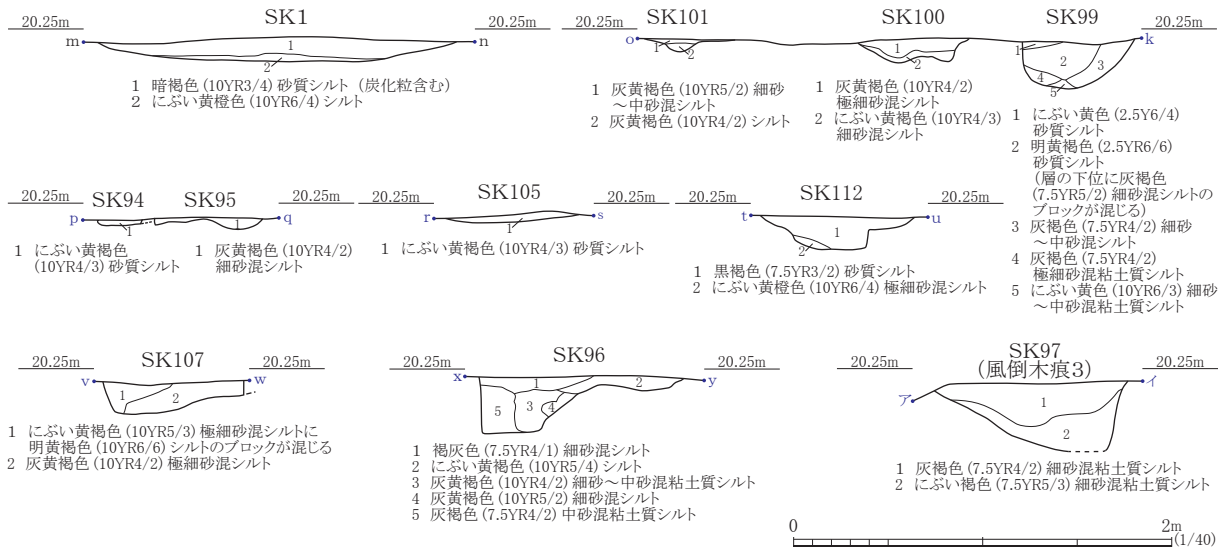 SK1
20.25m
20.25m
m
n
1
2
1 暗褐色 (10YR3/4) 砂質シルト (炭化粒含む)
2 にぶい黄橙色 (10YR6/4) シルト
SK101
SK100
SK99
20.25m
20.25m
o
k
1
2
1
2
1
2
3
4
5
1 灰黄褐色 (10YR5/2) 細砂
～中砂混シルト
2 灰黄褐色 (10YR4/2) シルト
1 灰黄褐色 (10YR4/2)
極細砂混シルト
2 にぶい黄褐色 (10YR4/3)
細砂混シルト
1 にぶい黄色 (2.5Y6/4)
砂質シルト
2 明黄褐色 (2.5YR6/6)
砂質シルト
(層の下位に灰褐色
(7.5YR5/2) 細砂混シルトの
ブロックが混じる)
3 灰褐色 (7.5YR4/2) 細砂
～中砂混シルト
4 灰褐色 (7.5YR4/2)
極細砂混粘土質シルト
5 にぶい黄色 (10YR6/3) 細砂
～中砂混粘土質シルト
20.25m
SK94
SK95
20.25m
p
q
1
1
1 にぶい黄褐色
(10YR4/3) 砂質シルト
1 灰黄褐色 (10YR4/2)
細砂混シルト
20.25m
SK105
20.25m
r
s
1
1 にぶい黄褐色 (10YR4/3) 砂質シルト
20.25m
SK112
20.25m
t
u
1
2
1 黒褐色 (7.5YR3/2) 砂質シルト
2 にぶい黄橙色 (10YR6/4) 極細砂混シルト
20.25m
SK107
20.25m
v
w
1
2
1 にぶい黄褐色 (10YR5/3) 極細砂混シルトに
明黄褐色 (10YR6/6) シルトのブロックが混じる
2 灰黄褐色 (10YR4/2) 極細砂混シルト
20.25m
SK96
20.25m
x
y
1
2
3
4
5
1 褐灰色 (7.5YR4/1) 細砂混シルト
2 にぶい黄褐色 (10YR5/4) シルト
3 灰黄褐色 (10YR4/2) 細砂～中砂混粘土質シルト
4 灰黄褐色 (10YR5/2) 細砂混シルト
5 灰褐色 (7.5YR4/2) 中砂混粘土質シルト
20.25m
SK97
(風倒木痕3)
20.25m
ア
イ
1
2
1 灰褐色 (7.5YR4/2) 細砂混粘土質シルト
2 にぶい褐色 (7.5YR5/3) 細砂混粘土質シルト
0
2m
(1/40)